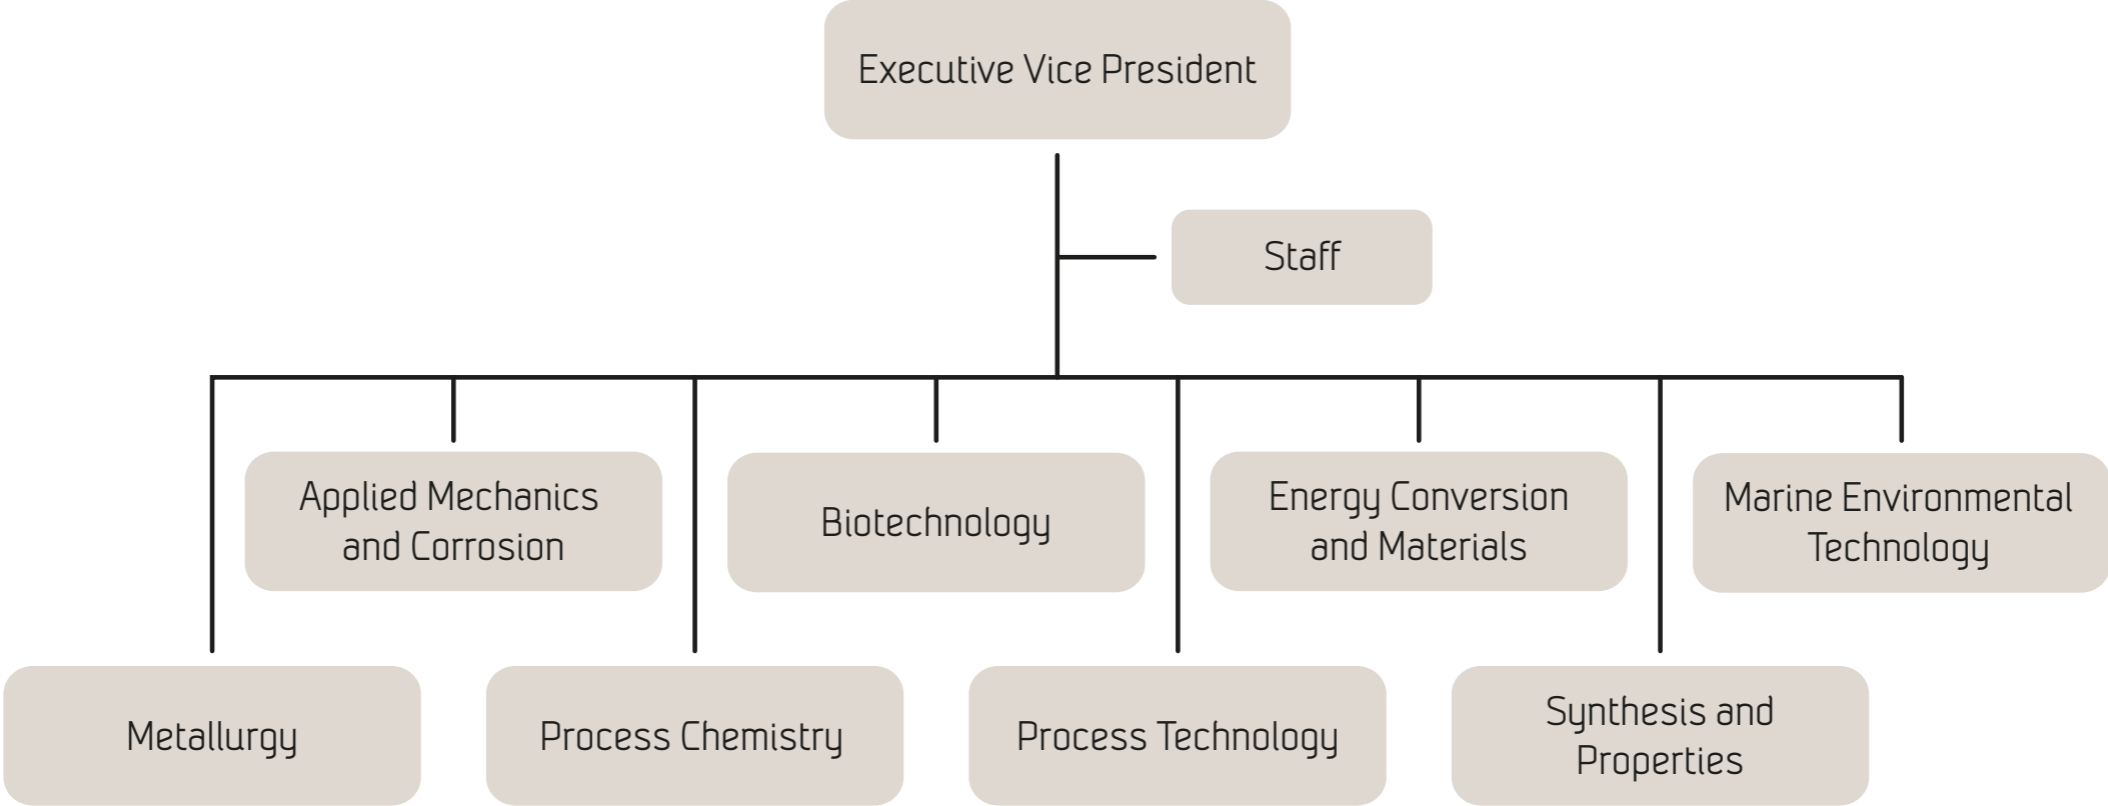 Executive Vice President
Staff
Applied Mechanics
and Corrosion
Biotechnology
Energy Conversion
and Materials
Marine Environmental
Technology
Metallurgy
Process Chemistry
Process Technology
Synthesis and
Properties